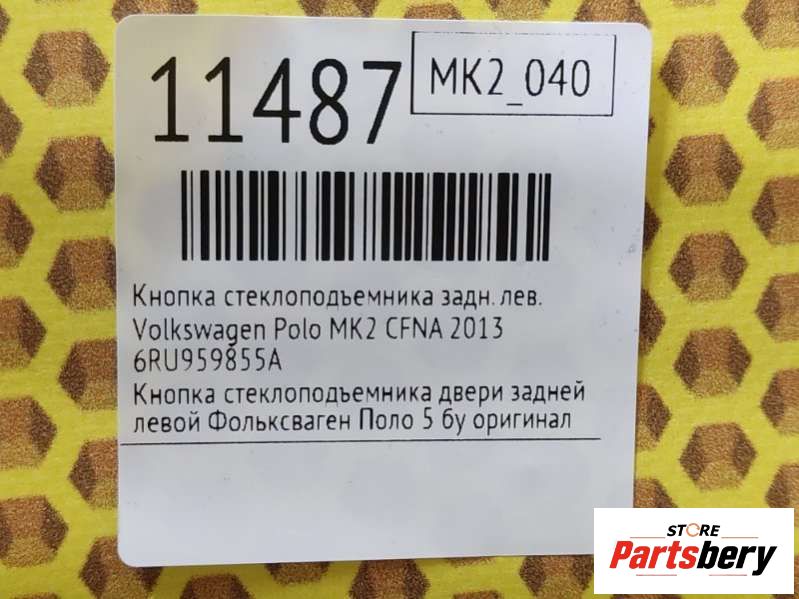 11487
MK2_040
Кнопка стеклоподъемника задн. лев.
Volkswagen Polo MK2 CFNA 2013
6RU959855A
Кнопка стеклоподъемника двери задней
левой Фольксваген Поло 5 бу оригинал
STORE
Partsbery